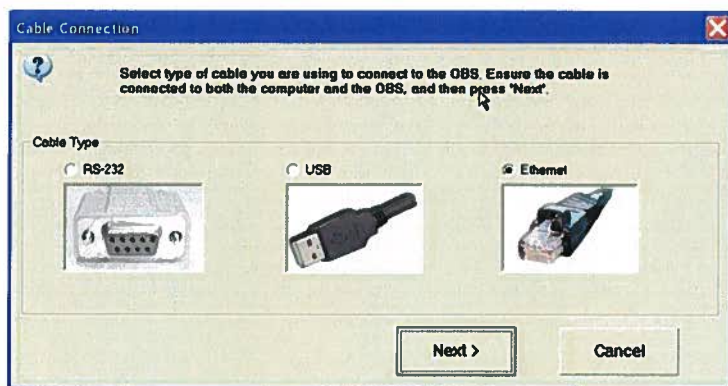 Cable Connection
Select type of cable you are using to connect to the OBS. Ensure the cable is
connected to both the computer and the OBS, and then press 'Next'.
Cable Type
RS-232
USB
Ethernet
Next >
Cancel